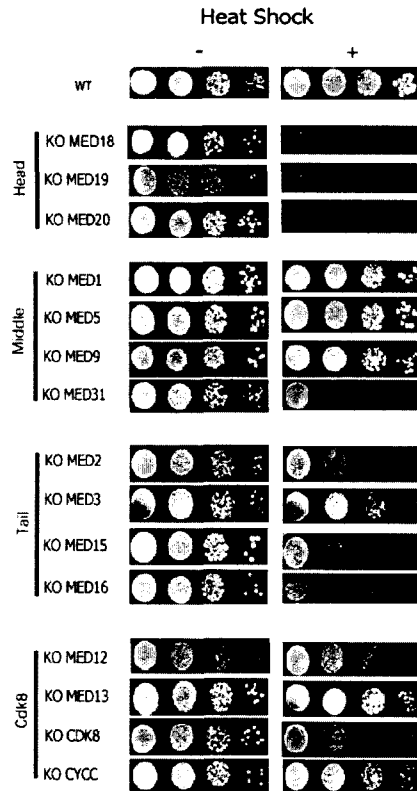 Heat Shock
- +
WT
Head
KO MED18
KO MED19
KO MED20
Middle
KO MED1
KO MED5
KO MED9
KO MED31
Tail
KO MED2
KO MED3
KO MED15
KO MED16
Cdk8
KO MED12
KO MED13
KO CDK8
KO CYCC